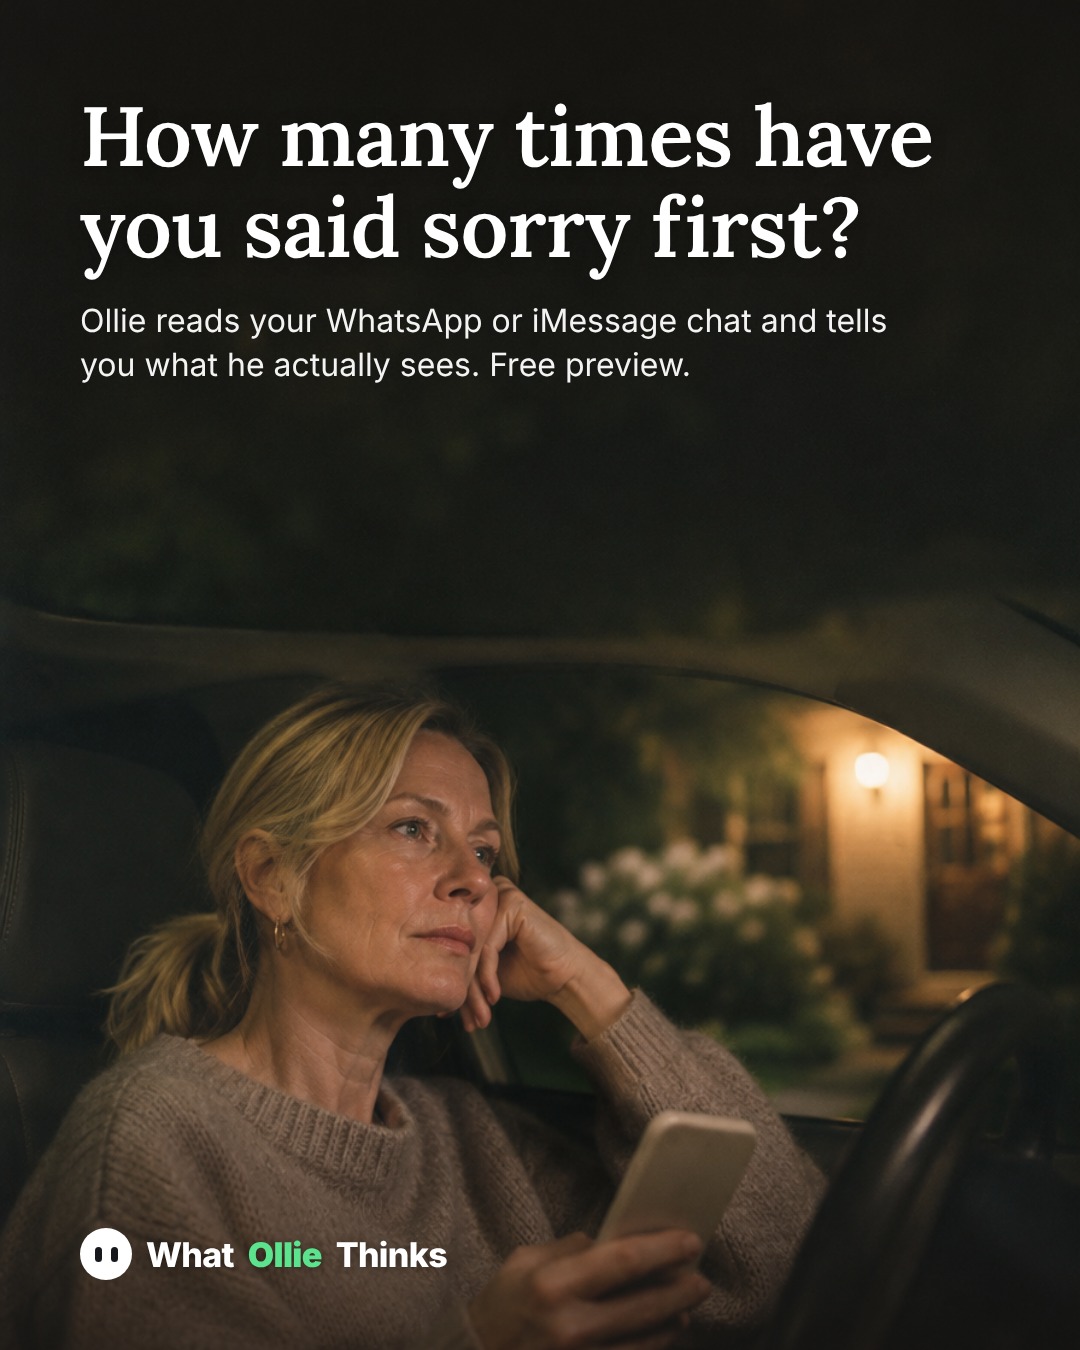 How many times have
you said sorry first?
Ollie reads your WhatsApp or iMessage chat and tells
you what he actually sees. Free preview.
What Ollie Thinks